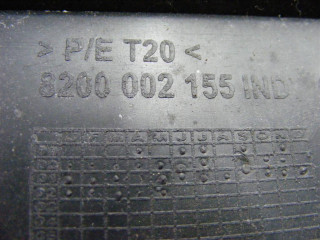 > P/E T20 <
8200 002 155 IND
J F M A M J J A S O N D